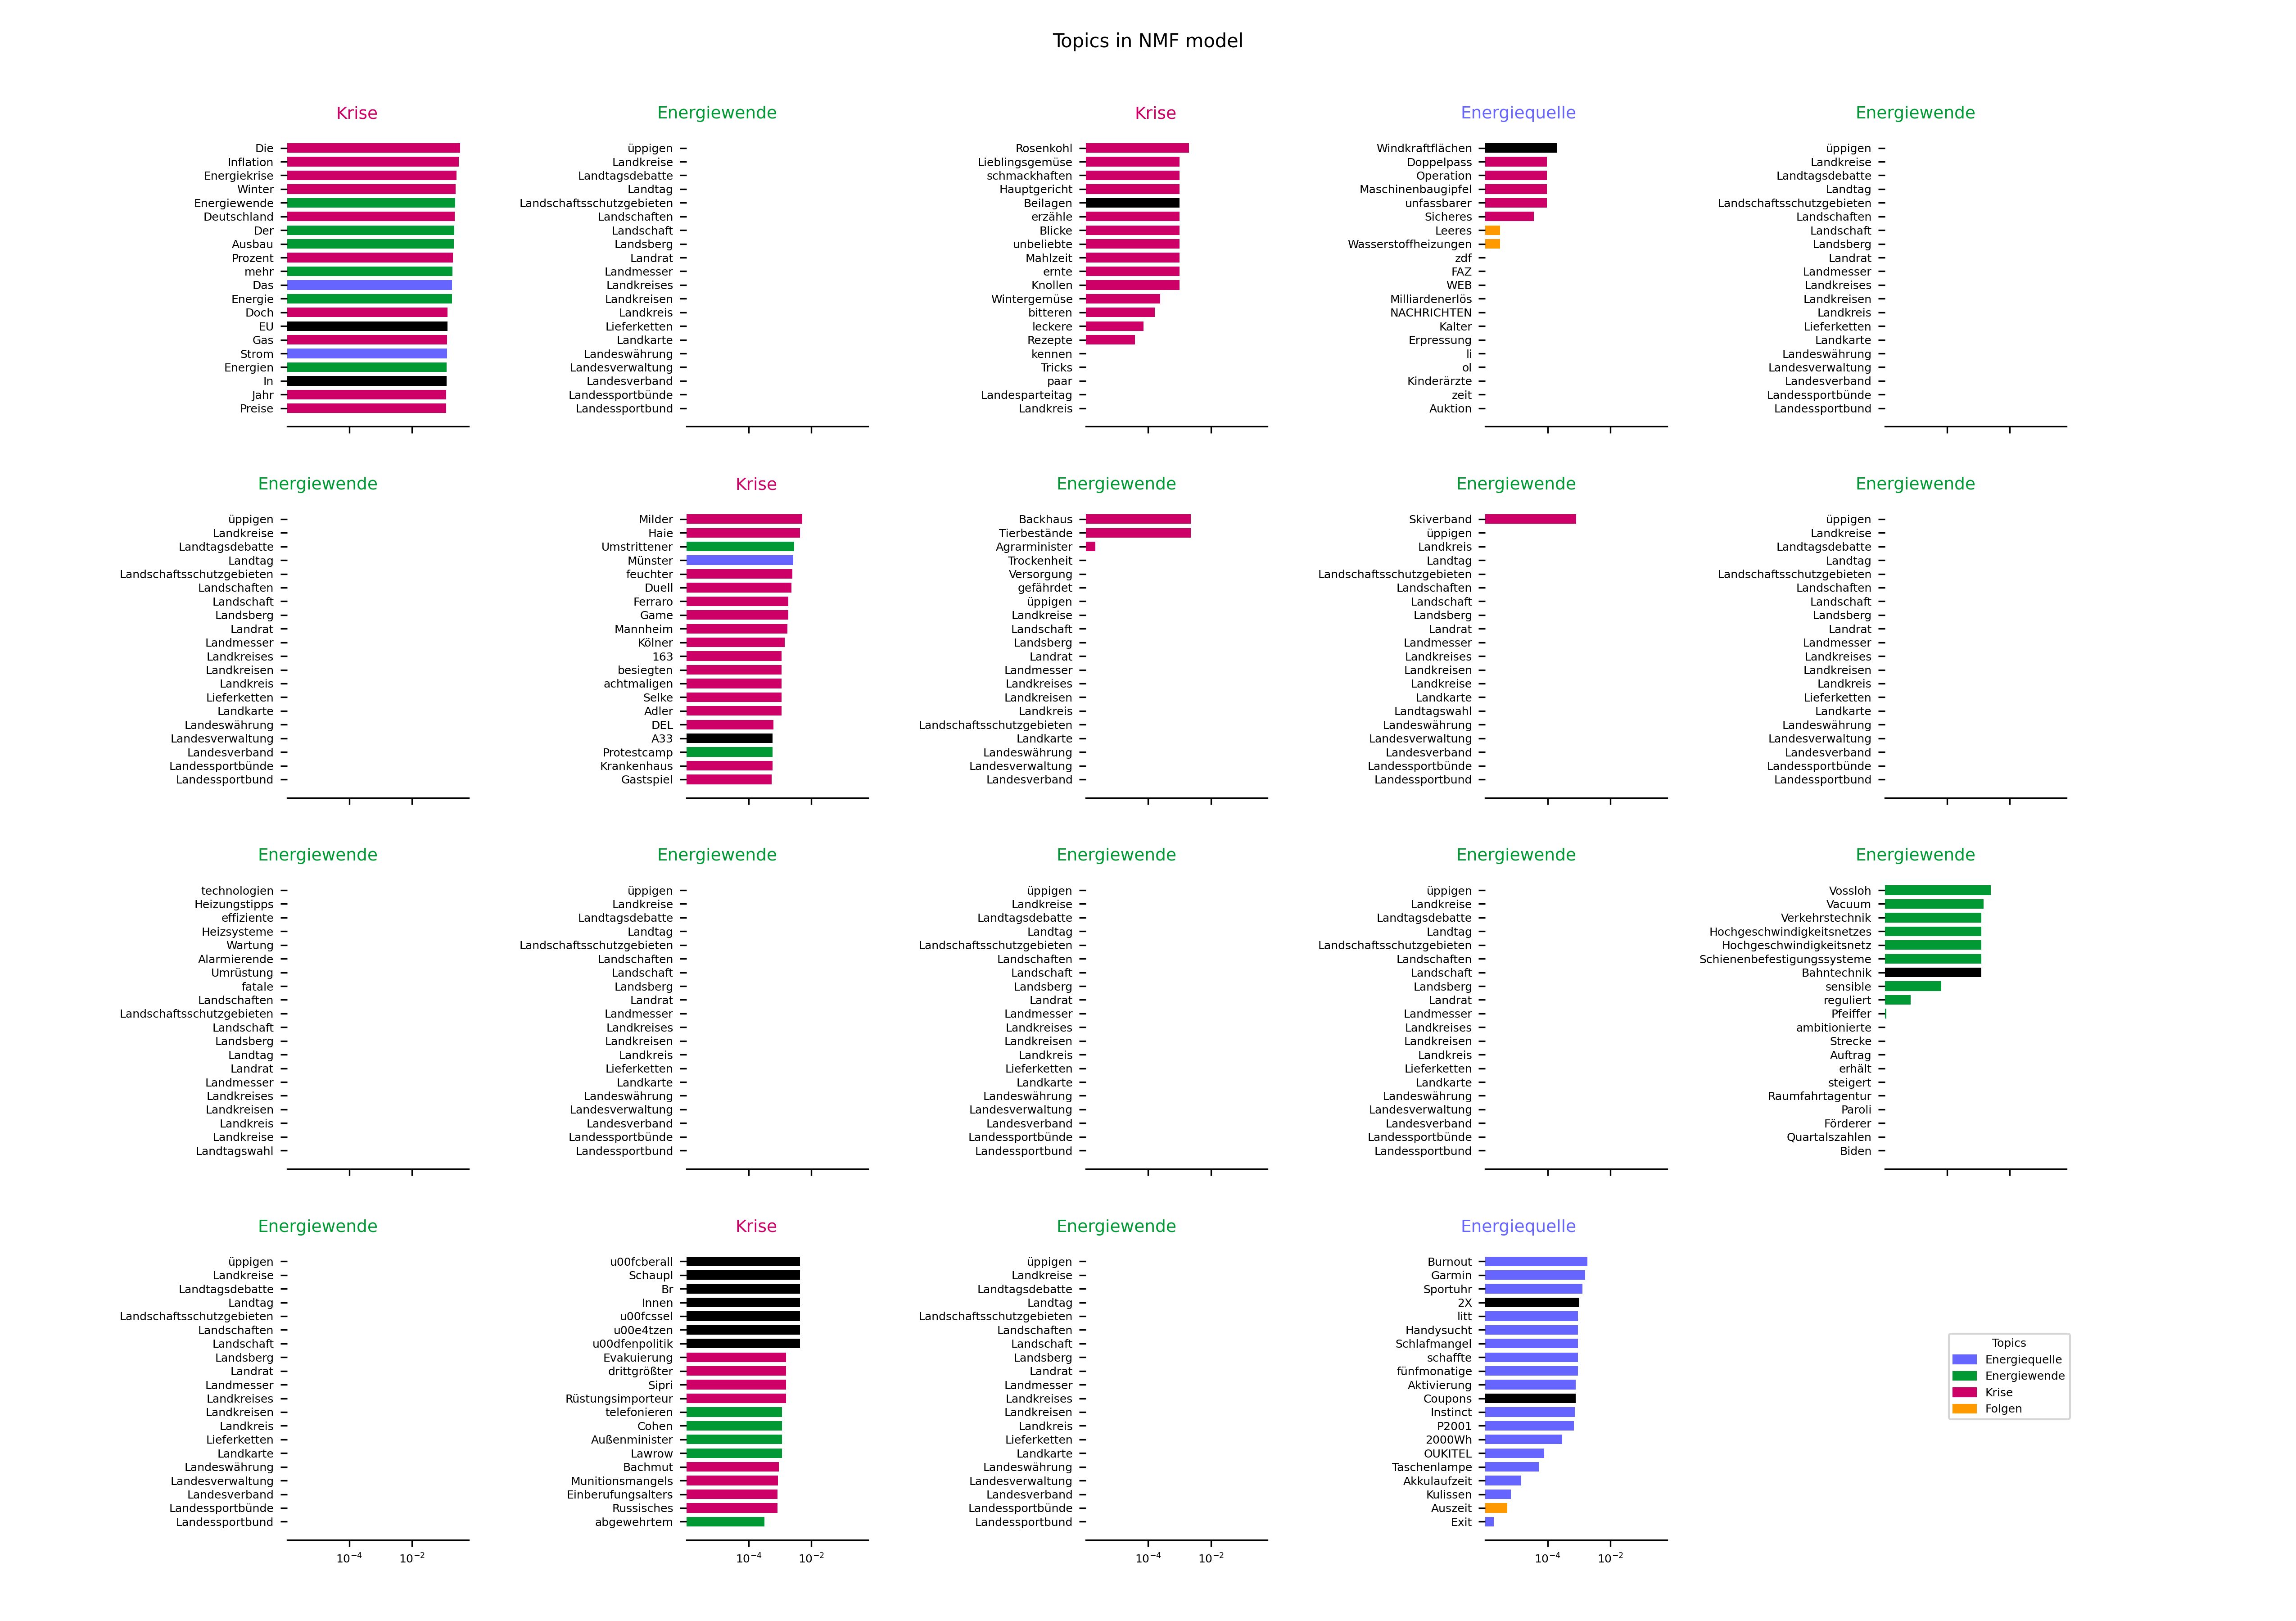 Topics in NMF model
Krise
Die
Inflation
Energiekrise
Winter
Energiewende
Deutschland
Der
Ausbau
Prozent
mehr
Das
Energie
Doch
EU
Gas
Strom
Energien
In
Jahr
Preise
Energiewende
üppigen
Landkreise
Landtagsdebatte
Landtag
Landschaftsschutzgebieten
Landschaften
Landschaft
Landsberg
Landrat
Landmesser
Landkreises
Landkreisen
Landkreis
Lieferketten
Landkarte
Landeswährung
Landesverwaltung
Landesverband
Landessportbünde
Landessportbund
Krise
Rosenkohl
Lieblingsgemüse
schmackhaften
Hauptgericht
Beilagen
erzähle
Blicke
unbeliebte
Mahlzeit
ernte
Knollen
Wintergemüse
bitteren
leckere
Rezepte
kennen
Tricks
paar
Landesparteitag
Landkreis
Energiequelle
Windkraftflächen
Doppelpass
Operation
Maschinenbaugipfel
unfassbarer
Sicheres
Leeres
Wasserstoffheizungen
zdf
FAZ
WEB
Milliardenerlös
NACHRICHTEN
Kalter
Erpressung
li
ol
Kinderärzte
zeit
Auktion
Energiewende
üppigen
Landkreise
Landtagsdebatte
Landtag
Landschaftsschutzgebieten
Landschaften
Landschaft
Landsberg
Landrat
Landmesser
Landkreises
Landkreisen
Landkreis
Lieferketten
Landkarte
Landeswährung
Landesverwaltung
Landesverband
Landessportbünde
Landessportbund
Energiewende
üppigen
Landkreise
Landtagsdebatte
Landtag
Landschaftsschutzgebieten
Landschaften
Landschaft
Landsberg
Landrat
Landmesser
Landkreises
Landkreisen
Landkreis
Lieferketten
Landkarte
Landeswährung
Landesverwaltung
Landesverband
Landessportbünde
Landessportbund
Krise
Milder
Haie
Umstrittener
Münster
feuchter
Duell
Ferraro
Game
Mannheim
Kölner
163
besiegten
achtmaligen
Selke
Adler
DEL
A33
Protestcamp
Krankenhaus
Gastspiel
Energiewende
Backhaus
Tierbestände
Agrarminister
Trockenheit
Versorgung
gefährdet
üppigen
Landkreise
Landschaft
Landsberg
Landrat
Landmesser
Landkreises
Landkreisen
Landkreis
Landschaftsschutzgebieten
Landkarte
Landeswährung
Landesverwaltung
Landesverband
Energiewende
Skiverband
üppigen
Landkreis
Landtag
Landschaftsschutzgebieten
Landschaften
Landschaft
Landsberg
Landrat
Landmesser
Landkreises
Landkreisen
Landkreise
Landkarte
Landtagswahl
Landeswährung
Landesverwaltung
Landesverband
Landessportbünde
Landessportbund
Energiewende
üppigen
Landkreise
Landtagsdebatte
Landtag
Landschaftsschutzgebieten
Landschaften
Landschaft
Landsberg
Landrat
Landmesser
Landkreises
Landkreisen
Landkreis
Lieferketten
Landkarte
Landeswährung
Landesverwaltung
Landesverband
Landessportbünde
Landessportbund
Energiewende
technologien
Heizungstipps
effiziente
Heizsysteme
Wartung
Alarmierende
Umrüstung
fatale
Landschaften
Landschaftsschutzgebieten
Landschaft
Landsberg
Landtag
Landrat
Landmesser
Landkreises
Landkreisen
Landkreis
Landkreise
Landtagswahl
Energiewende
üppigen
Landkreise
Landtagsdebatte
Landtag
Landschaftsschutzgebieten
Landschaften
Landschaft
Landsberg
Landrat
Landmesser
Landkreises
Landkreisen
Landkreis
Lieferketten
Landkarte
Landeswährung
Landesverwaltung
Landesverband
Landessportbünde
Landessportbund
Energiewende
üppigen
Landkreise
Landtagsdebatte
Landtag
Landschaftsschutzgebieten
Landschaften
Landschaft
Landsberg
Landrat
Landmesser
Landkreises
Landkreisen
Landkreis
Lieferketten
Landkarte
Landeswährung
Landesverwaltung
Landesverband
Landessportbünde
Landessportbund
Energiewende
üppigen
Landkreise
Landtagsdebatte
Landtag
Landschaftsschutzgebieten
Landschaften
Landschaft
Landsberg
Landrat
Landmesser
Landkreises
Landkreisen
Landkreis
Lieferketten
Landkarte
Landeswährung
Landesverwaltung
Landesverband
Landessportbünde
Landessportbund
Energiewende
Vossloh
Vacuum
Verkehrstechnik
Hochgeschwindigkeitsnetzes
Hochgeschwindigkeitsnetz
Schienenbefestigungssysteme
Bahntechnik
sensible
reguliert
Pfeiffer
ambitionierte
Strecke
Auftrag
erhält
steigert
Raumfahrtagentur
Paroli
Förderer
Quartalszahlen
Biden
Energiewende
üppigen
Landkreise
Landtagsdebatte
Landtag
Landschaftsschutzgebieten
Landschaften
Landschaft
Landsberg
Landrat
Landmesser
Landkreises
Landkreisen
Landkreis
Lieferketten
Landkarte
Landeswährung
Landesverwaltung
Landesverband
Landessportbünde
Landessportbund
10⁻⁴ 10⁻²
Krise
u00fcberall
Schaupl
Br
Innen
u00fcssel
u00e4tzen
u00dfenpolitik
Evakuierung
drittgrößter
Sipri
Rüstungsimporteur
telefonieren
Cohen
Außenminister
Lawrow
Bachmut
Munitionsmangels
Einberufungsalters
Russisches
abgewehrtem
10⁻⁴ 10⁻²
Energiewende
üppigen
Landkreise
Landtagsdebatte
Landtag
Landschaftsschutzgebieten
Landschaften
Landschaft
Landsberg
Landrat
Landmesser
Landkreises
Landkreisen
Landkreis
Lieferketten
Landkarte
Landeswährung
Landesverwaltung
Landesverband
Landessportbünde
Landessportbund
10⁻⁴ 10⁻²
Energiequelle
Burnout
Garmin
Sportuhr
2X
litt
Handysucht
Schlafmangel
schaffte
fünfmonatige
Aktivierung
Coupons
Instinct
P2001
2000Wh
OUKITEL
Taschenlampe
Akkulaufzeit
Kulissen
Auszeit
Exit
10⁻⁴ 10⁻²
Topics
Energiequelle
Energiewende
Krise
Folgen